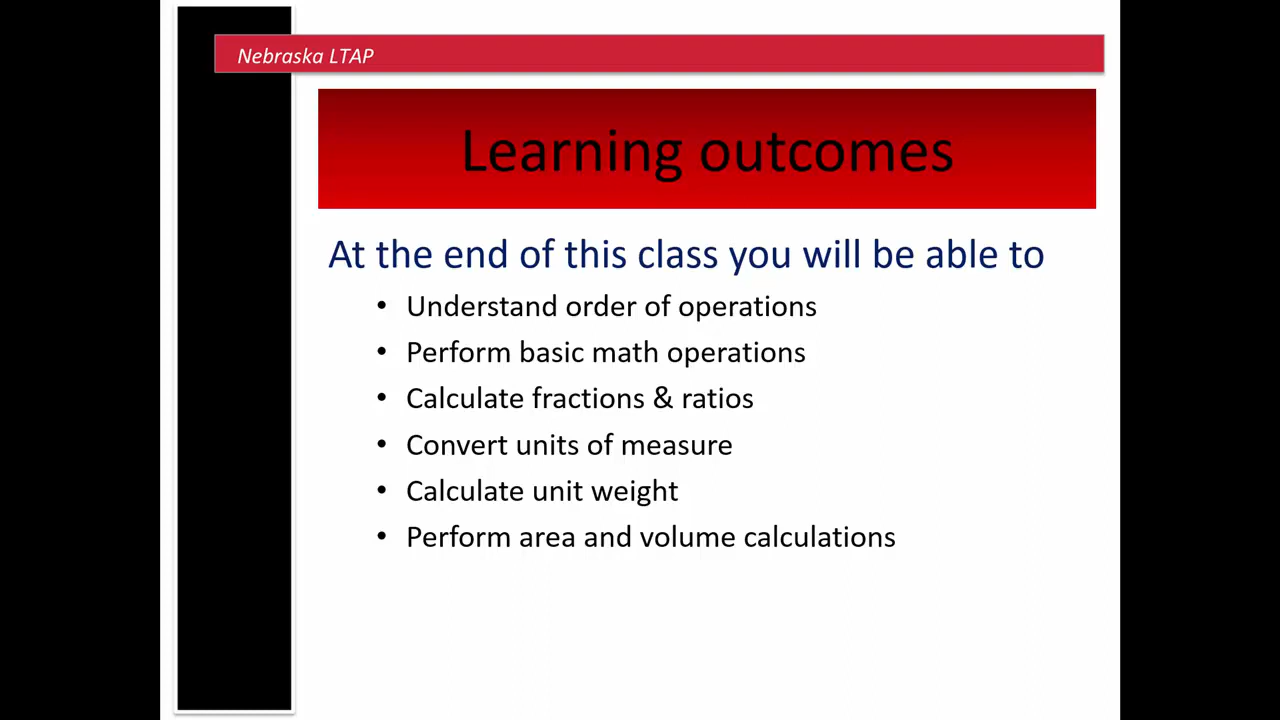 Nebraska LTAP
Learning outcomes
At the end of this class you will be able to
• Understand order of operations
• Perform basic math operations
• Calculate fractions & ratios
• Convert units of measure
• Calculate unit weight
• Perform area and volume calculations